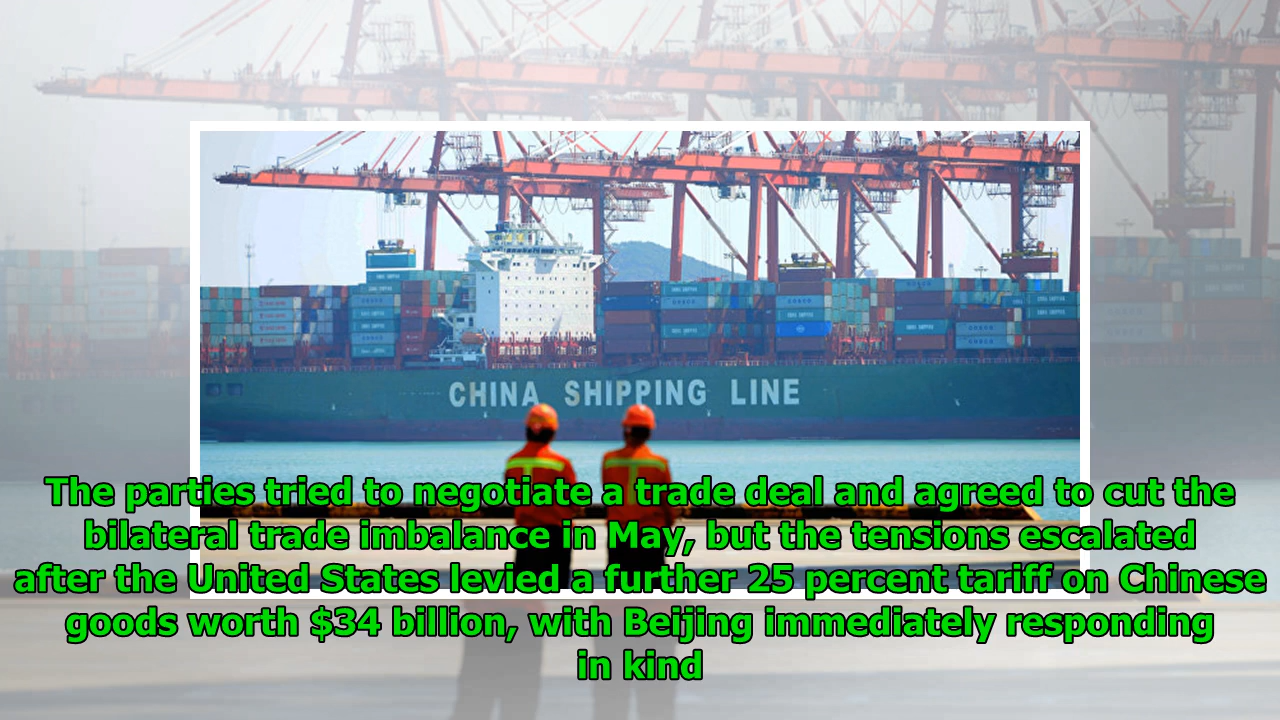 CHINA SHIPPING LINE
The parties tried to negotiate a trade deal and agreed to cut the
bilateral trade imbalance in May, but the tensions escalated
after the United States levied a further 25 percent tariff on Chinese
goods worth $34 billion, with Beijing immediately responding
in kind